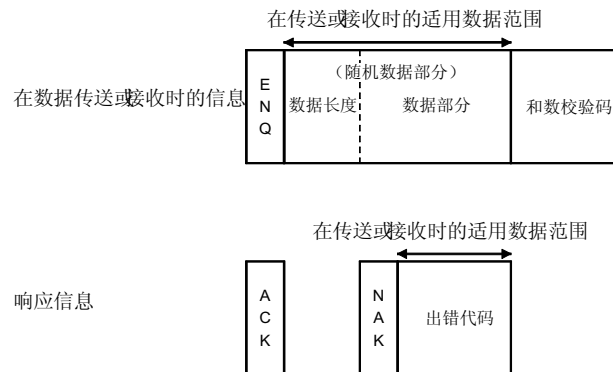 在传送或接收时的适用数据范围
在数据传送或接收时的信息
ENQ
(随机数据部分)
数据长度
数据部分
和数校验码
在传送或接收时的适用数据范围
响应信息
ACK
NAK
出错代码